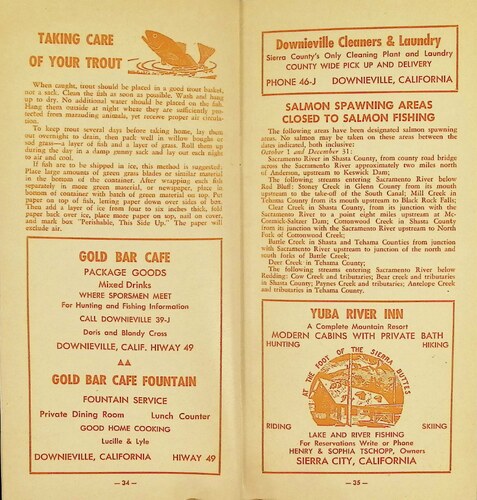 TAKING CARE
OF YOUR TROUT
When caught, trout should be placed in a good trout basket,
not a sack. Clean the fish as soon as possible. Wash and hang
up to dry. No additional water should be placed on the fish.
Hang them outside at night where they are sufficiently pro-
tected from marauding animals, yet receive proper air circula-
tion.
To keep trout several days before taking home, lay them
out overnight to drain, then pack well in willow boughs or
sod grass—a layer of fish and a layer of grass. Roll them up
during the day in a damp gunny sack and lay out each night
to air and cool.
If fish are to be shipped in ice, this method is suggested:
Place large amounts of green grass blades or similar material
in the bottom of the container. After wrapping each fish
separately in more green material, or newspaper, place in
bottom of container with batch of green material on top. Put
paper on top of fish, letting paper down over sides of box.
Then add a layer of ice from four to six inches thick, fold
paper back over ice, place more paper on top, nail on cover,
and mark box "Perishable, This Side Up." The paper will
exclude air.
GOLD BAR CAFE
PACKAGE GOODS
Mixed Drinks
WHERE SPORSMEN MEET
For Hunting and Fishing Information
CALL DOWNIEVILLE 39-J
Doris and Blondy Cross
DOWNIEVILLE, CALIF. HIWAY 49
GOLD BAR CAFE FOUNTAIN
FOUNTAIN SERVICE
Private Dining Room Lunch Counter
GOOD HOME COOKING
Lucille & Lyle
DOWNIEVILLE, CALIFORNIA HIWAY 49
— 34 —
Downieville Cleaners & Laundry
Sierra County's Only Cleaning Plant and Laundry
COUNTY WIDE PICK UP AND DELIVERY
PHONE 46-J DOWNIEVILLE, CALIFORNIA
SALMON SPAWNING AREAS
CLOSED TO SALMON FISHING
The following areas have been designated salmon spawning
areas. No salmon may be taken on these areas between the
dates indicated, both inclusive:
October 1 and December 31:
Sacramento River in Shasta County, from county road bridge
across the Sacramento River approximately two miles north
of Anderson, upstream to Keswick Dam;
The following streams entering Sacramento River below
Red Bluff: Stoney Creek in Glenn County from its mouth
upstream to the take-off of the South Canal; Mill Creek in
Tehama County from its mouth upstream to Black Rock Falls;
Clear Creek in Shasta County, from its junction with the
Sacramento River to a point eight miles upstream at Mc-
Cormick-Saltzer Dam; Cottonwood Creek in Shasta County
from its junction with the Sacramento River upstream to North
Fork of Cottonwood Creek;
Battle Creek in Shasta and Tehama Counties from junction
with Sacramento River upstream to junction of the north and
south forks of Battle Creek;
Deer Creek in Tehama County;
The following streams entering Sacramento River below
Redding: Cow Creek and tributaries; Bear creek and tributaries
in Shasta County; Paynes Creek and tributaries; Antelope Creek
and tributaries in Tehama County.
YUBA RIVER INN
A Complete Mountain Resort
MODERN CABINS WITH PRIVATE BATH
HUNTING HIKING
AT THE FOOT OF THE SIERRA BUTTES
RIDING SKIING
LAKE AND RIVER FISHING
For Reservations Write or Phone
HENRY & SOPHIA TSCHOPP, Owners
SIERRA CITY, CALIFORNIA
— 35 —